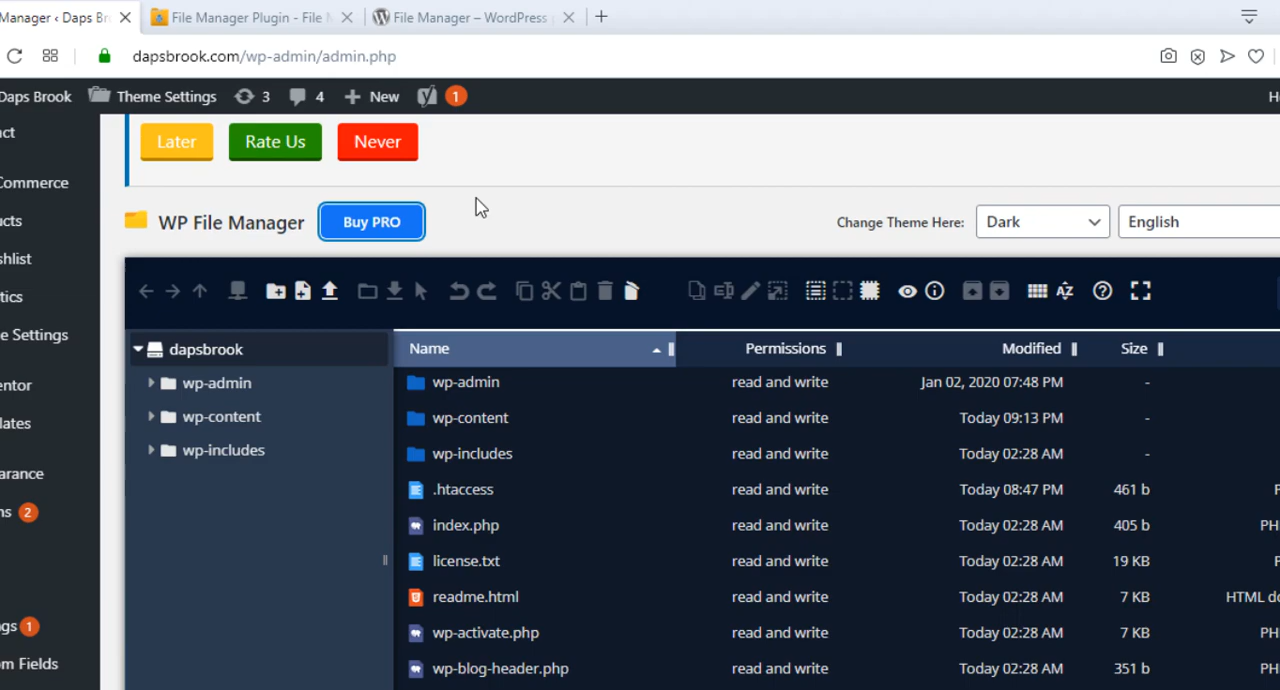 Manager ‹ Daps Br
File Manager Plugin - File M
File Manager – WordPress
dapsbrook.com/wp-admin/admin.php
Daps Brook
Theme Settings
3
4
New
1
Later
Rate Us
Never
WP File Manager
Buy PRO
Change Theme Here:
Dark
English
ct
Commerce
ucts
shlist
tics
e Settings
entor
lates
earance
ns 2
gs 1
om Fields
dapsbrook
wp-admin
wp-content
wp-includes
Name Permissions Modified Size
wp-admin read and write Jan 02, 2020 07:48 PM -
wp-content read and write Today 09:13 PM -
wp-includes read and write Today 02:28 AM -
.htaccess read and write Today 08:47 PM 461 b
index.php read and write Today 02:28 AM 405 b PH
license.txt read and write Today 02:28 AM 19 KB
readme.html read and write Today 02:28 AM 7 KB HTML do
wp-activate.php read and write Today 02:28 AM 7 KB PH
wp-blog-header.php read and write Today 02:28 AM 351 b PH